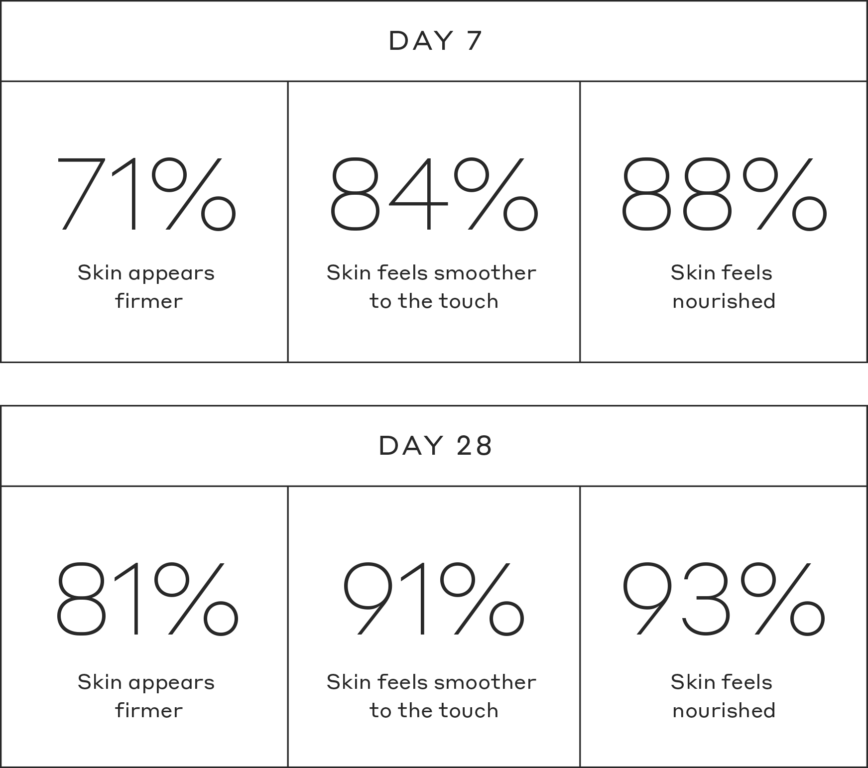 DAY 7
71% 84% 88%
Skin appears Skin feels smoother Skin feels
firmer to the touch nourished
DAY 28
81% 91% 93%
Skin appears Skin feels smoother Skin feels
firmer to the touch nourished